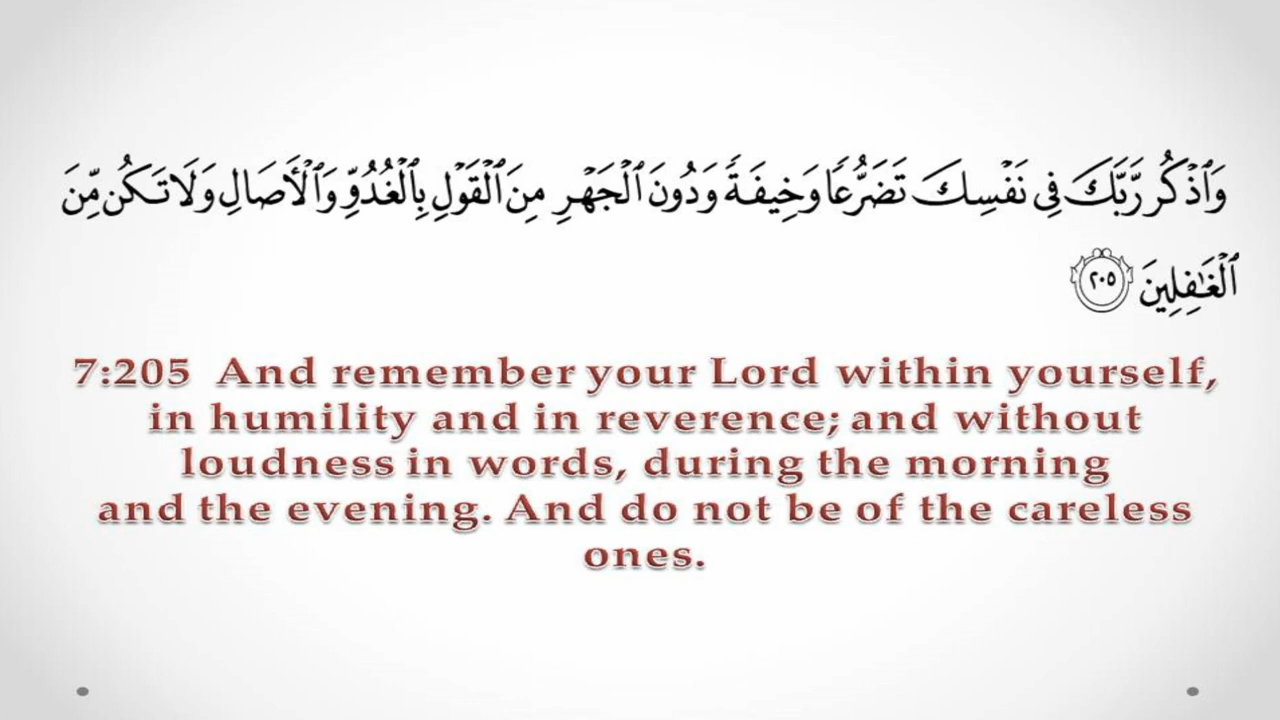 وَٱذْكُر رَّبَّكَ فِى نَفْسِكَ تَضَرُّعًا وَخِيفَةً وَدُونَ ٱلْجَهْرِ مِنَ ٱلْقَوْلِ بِٱلْغُدُوِّ وَٱلْأَصَالِ وَلَا تَكُن مِّنَ
ٱلْغَـٰفِلِينَ ٢٠٥
7:205 And remember your Lord within yourself,
in humility and in reverence; and without
loudness in words, during the morning
and the evening. And do not be of the careless
ones.